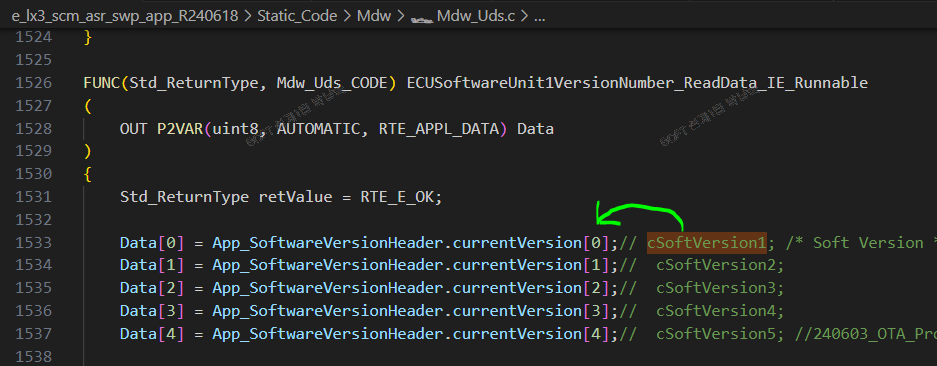 e_lx3_scm_asr_swp_app_R240618 > Static_Code > Mdw > Mdw_Uds.c > ...
1524 }
1525
1526 FUNC(Std_ReturnType, Mdw_Uds_CODE) ECUSoftwareUnit1VersionNumber_ReadData_IE_Runnable
1527 (
1528 OUT P2VAR(uint8, AUTOMATIC, RTE_APPL_DATA) Data
1529 )
1530 {
1531 Std_ReturnType retValue = RTE_E_OK;
1532
1533 Data[0] = App_SoftwareVersionHeader.currentVersion[0];// cSoftVersion1; /* Soft Version *
1534 Data[1] = App_SoftwareVersionHeader.currentVersion[1];// cSoftVersion2;
1535 Data[2] = App_SoftwareVersionHeader.currentVersion[2];// cSoftVersion3;
1536 Data[3] = App_SoftwareVersionHeader.currentVersion[3];// cSoftVersion4;
1537 Data[4] = App_SoftwareVersionHeader.currentVersion[4];// cSoftVersion5; //240603_OTA_Pro
1538